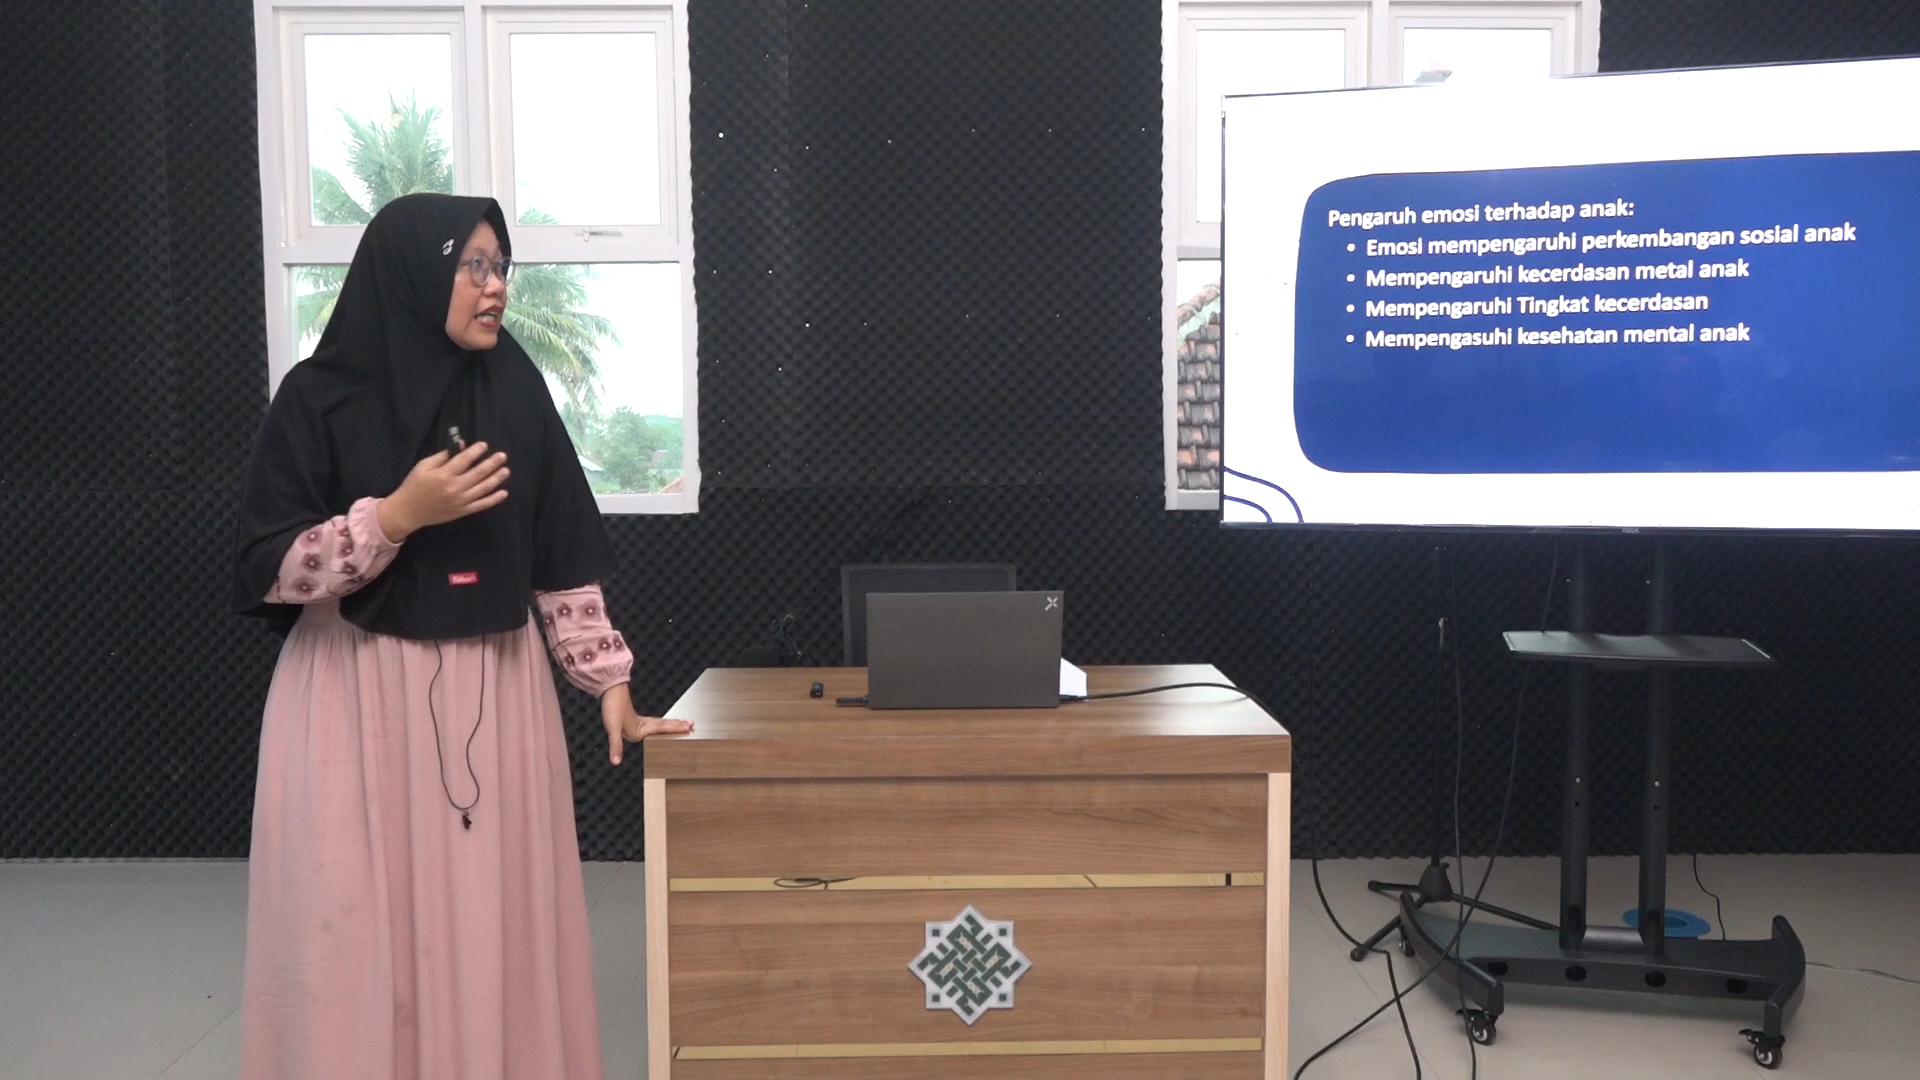 Pengaruh emosi terhadap anak:
• Emosi mempengaruhi perkembangan sosial anak
• Mempengaruhi kecerdasan metal anak
• Mempengaruhi Tingkat kecerdasan
• Mempengasuhi kesehatan mental anak